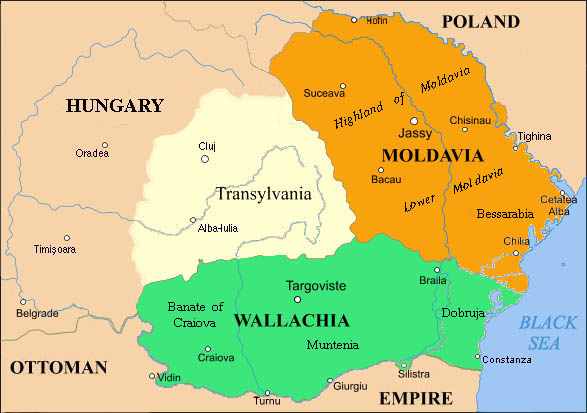 POLAND
Hofin
Suceava
Highland of
Moldavia
HUNGARY
Chisinau
Jassy
Tighina
Cluj
Oradea
MOLDAVIA
Bacau
Transylvania
Lower
Moldavia
Cetatea
Alba
Bessarabia
Alba-Iulia
Timişoara
Chilia
Braila
Targoviste
Banate of
Craiova
Dobruja
Belgrade
WALLACHIA
BLACK
SEA
Muntenia
Craiova
Constanza
OTTOMAN
Vidin
Silistra
Giurgiu
Turnu
EMPIRE